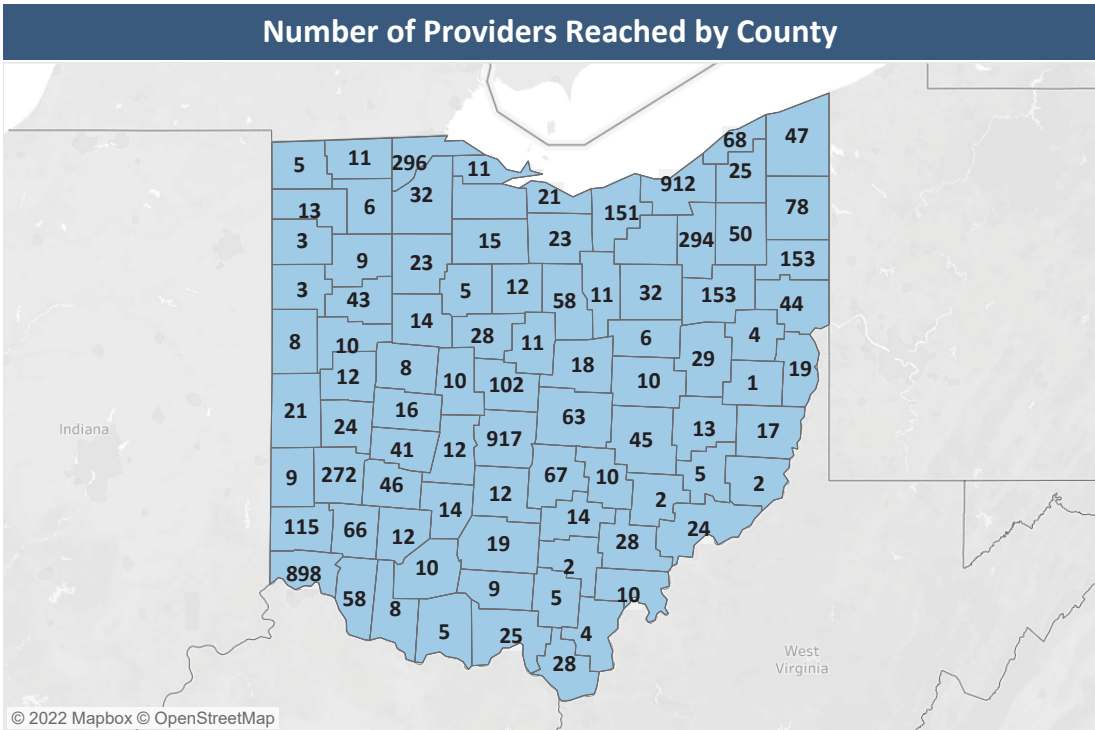 Number of Providers Reached by County
68 47
5 11 296 11
25
912
32 21
13 6 151 78
3 15 23 294 50
9 23 153
3 43 5 12 58 11 32 153 44
14
8 10 28 11 6 29 4
8 18 19
12 10 102 10 1
21 16 63
24 917 45 13 17
41 12
Indiana
9 272 46 67 10 5 2
12 2
14 14 24
115 66 12 19 28
10 2
898
58 8 9 5 10
5 25 4
28
West
Virginia
© 2022 Mapbox © OpenStreetMap